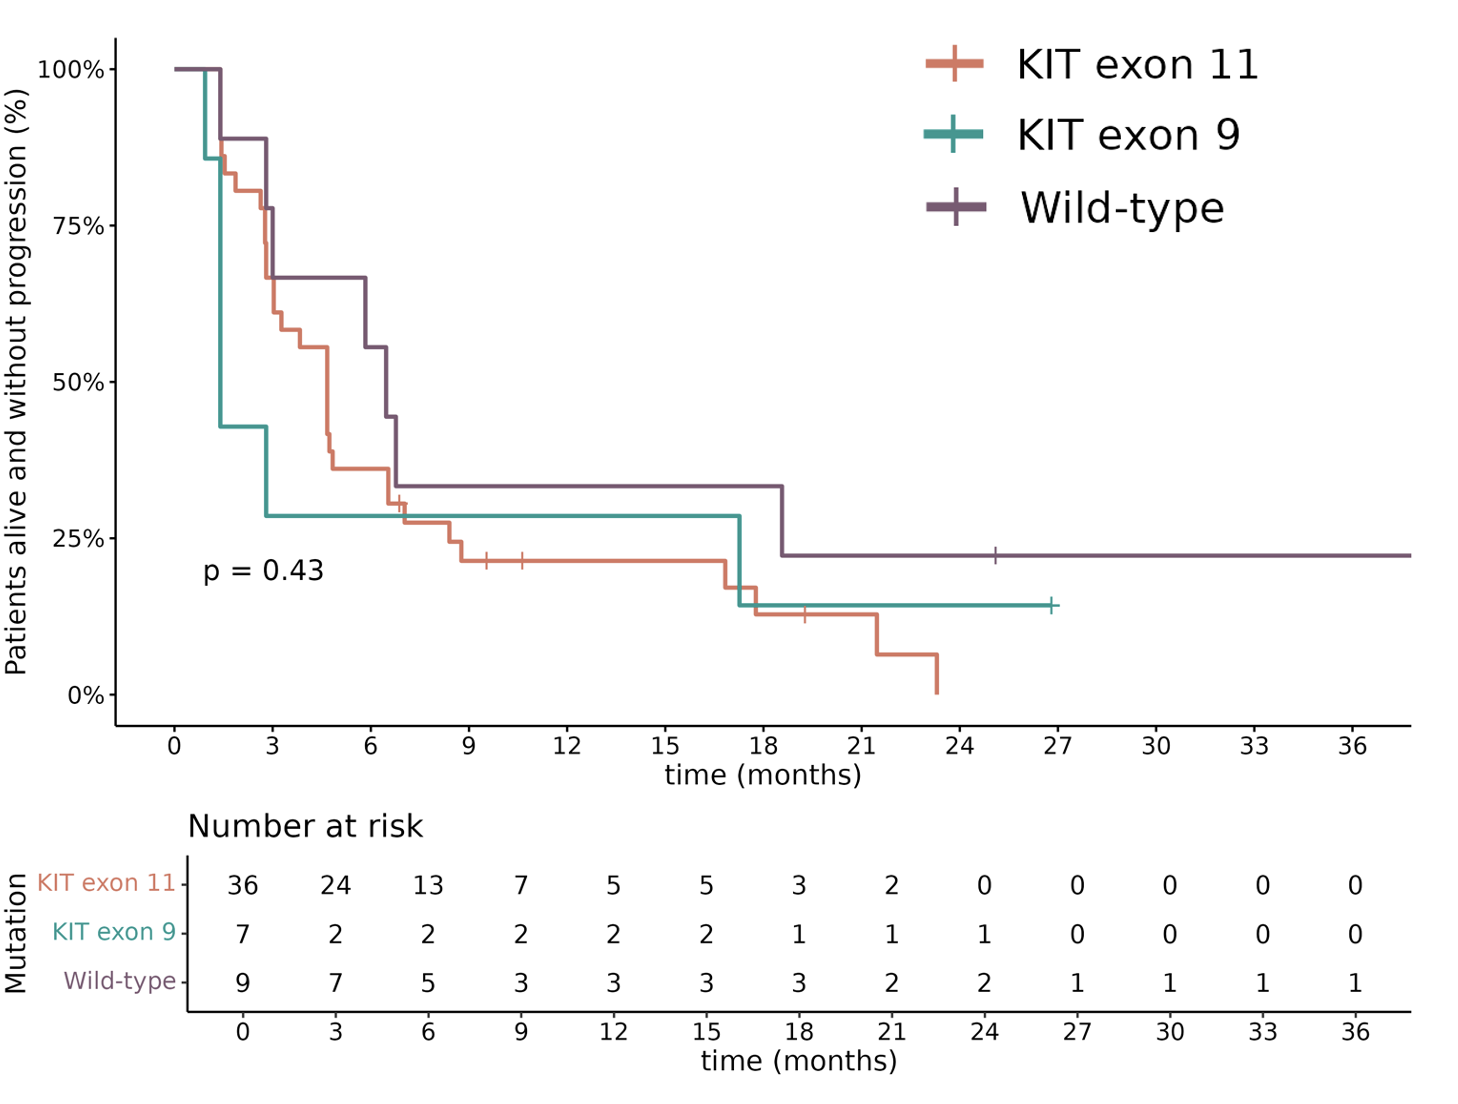 Patients alive and without progression (%)
100%
75%
50%
25%
0%
KIT exon 11
KIT exon 9
Wild-type
p = 0.43
0 3 6 9 12 15 18 21 24 27 30 33 36
time (months)
Number at risk
Mutation
KIT exon 11 36 24 13 7 5 5 3 2 0 0 0 0 0
KIT exon 9 7 2 2 2 2 2 1 1 1 0 0 0 0
Wild-type 9 7 5 3 3 3 3 2 2 1 1 1 1
0 3 6 9 12 15 18 21 24 27 30 33 36
time (months)